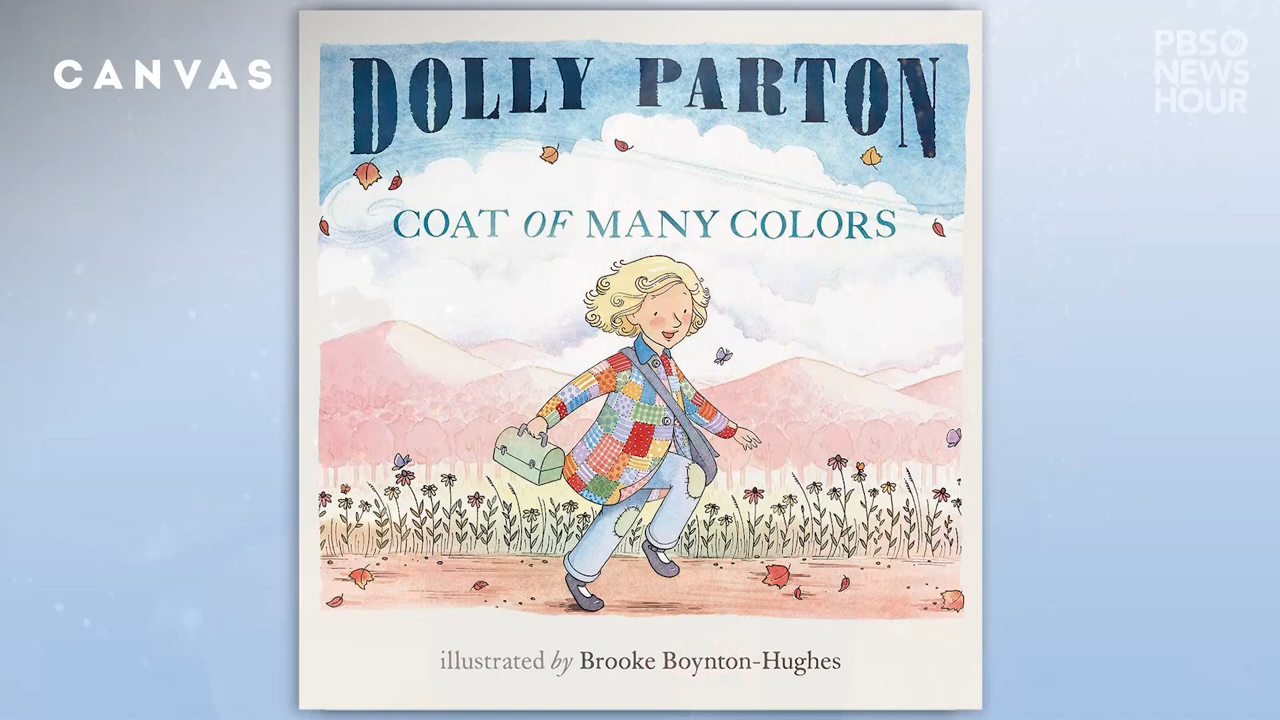 CANVAS
PBS
NEWS
HOUR
DOLLY PARTON
COAT OF MANY COLORS
illustrated by Brooke Boynton-Hughes